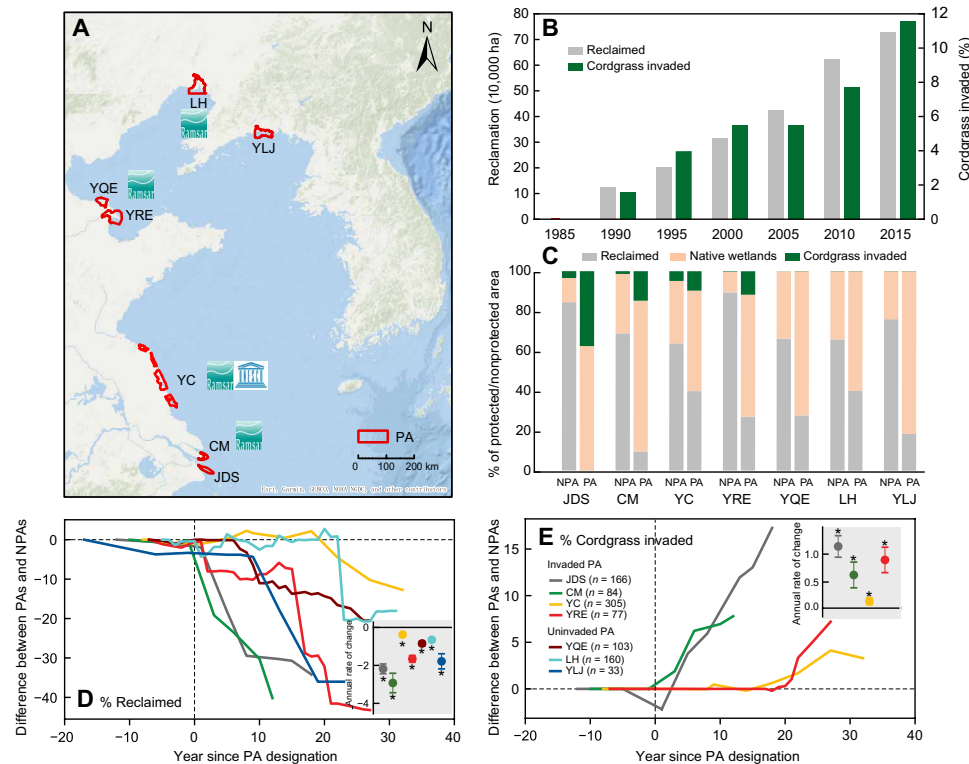 A
N
LH
Ramsar
YLJ
Ramsar
YQE
YRE
YC
Ramsar
UNESCO
Ramsar
PA
CM
0 100 200 km
JDS
Esri, Garmin, GEBCO, NOAA NGDC, and other contributors
B
Reclaimed
Cordgrass invaded
Reclamation (10,000 ha)
80
70
60
50
40
30
20
10
0
12
10
8
6
4
2
0
Cordgrass invaded (%)
1985 1990 1995 2000 2005 2010 2015
C
Reclaimed Native wetlands Cordgrass invaded
% of protected/nonprotected area
100
80
60
40
20
0
NPA PA NPA PA NPA PA NPA PA NPA PA NPA PA NPA PA
JDS CM YC YRE YQE LH YLJ
Difference between PAs and NPAs
0
−10
−20
−30
−40
D % Reclaimed
Annual rate of change
0
−2
−4
* * * * * * *
−20 −10 0 10 20 30 40
Year since PA designation
Difference between PAs and NPAs
15
10
5
0
E % Cordgrass invaded
Invaded PA
JDS (n = 166)
CM (n = 84)
YC (n = 305)
YRE (n = 77)
Uninvaded PA
YQE (n = 103)
LH (n = 160)
YLJ (n = 33)
Annual rate of change
1.0
0.5
0.0
* * * *
−20 −10 0 10 20 30 40
Year since PA designation